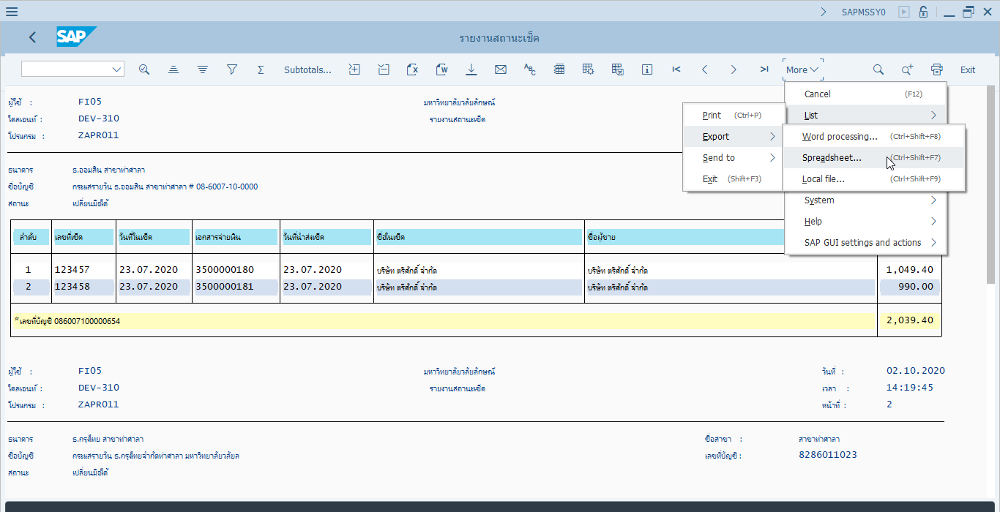 SAPMSSY0
SAP
รายงานสถานะเช็ค
Subtotals...
More
Exit
Cancel (F12)
List
Print (Ctrl+P)
Export
Send to
Exit (Shift+F3)
Word processing... (Ctrl+Shift+F8)
Spreadsheet... (Ctrl+Shift+F7)
Local file... (Ctrl+Shift+F9)
System
Help
SAP GUI settings and actions
ผู้ใช้ : FI05 มหาวิทยาลัยวลัยลักษณ์
ไคลเอนท์ : DEV-310 รายงานสถานะเช็ค
โปรแกรม : ZAPR011
ธนาคาร ธ.ออมสิน สาขาท่าศาลา
ชื่อบัญชี กระแสรายวัน ธ.ออมสิน สาขาท่าศาลา # 08-6007-10-0000
สถานะ เปลี่ยนมือได้
ลำดับ เลขที่เช็ค วันที่ในเช็ค เอกสารจ่ายเงิน วันที่นำส่งเช็ค ชื่อในเช็ค ชื่อผู้ขาย
1 123457 23.07.2020 3500000180 23.07.2020 บริษัท ตรีศักดิ์ จำกัด บริษัท ตรีศักดิ์ จำกัด 1,049.40
2 123458 23.07.2020 3500000181 23.07.2020 บริษัท ตรีศักดิ์ จำกัด บริษัท ตรีศักดิ์ จำกัด 990.00
*เลขที่บัญชี 086007100000654 2,039.40
ผู้ใช้ : FI05 มหาวิทยาลัยวลัยลักษณ์ วันที่ : 02.10.2020
ไคลเอนท์ : DEV-310 รายงานสถานะเช็ค เวลา : 14:19:45
โปรแกรม : ZAPR011 หน้าที่ : 2
ธนาคาร ธ.กรุงไทย สาขาท่าศาลา ชื่อสาขา : สาขาท่าศาลา
ชื่อบัญชี กระแสรายวัน ธ.กรุงไทยจำกัดท่าศาลา มหาวิทยาลัยวลัยล เลขที่บัญชี : 8286011023
สถานะ เปลี่ยนมือได้